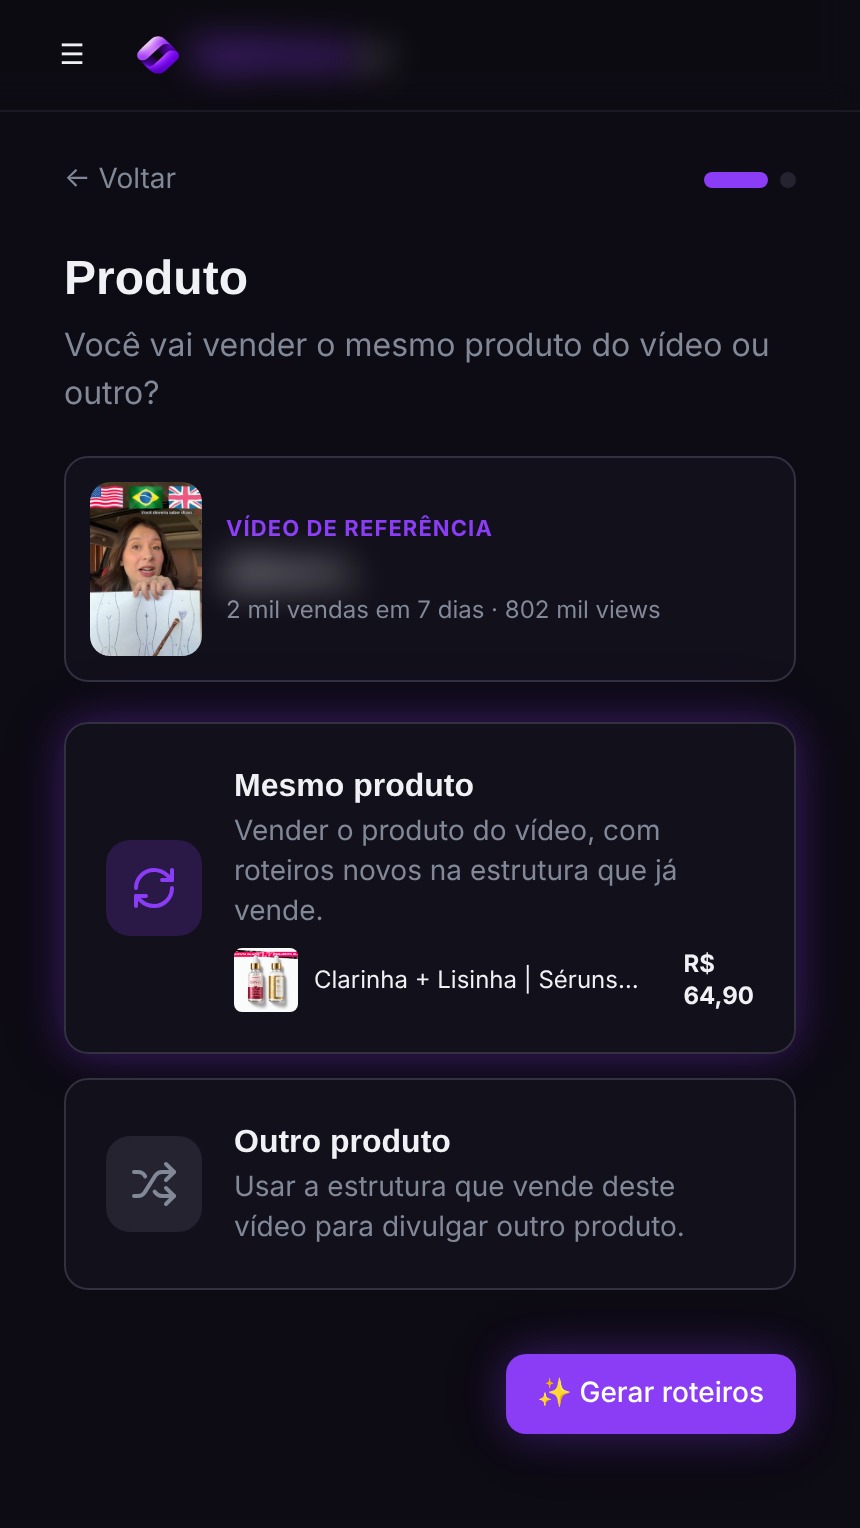 ← Voltar
Produto
Você vai vender o mesmo produto do vídeo ou
outro?
VÍDEO DE REFERÊNCIA
2 mil vendas em 7 dias · 802 mil views
Mesmo produto
Vender o produto do vídeo, com
roteiros novos na estrutura que já
vende.
Clarinha + Lisinha | Séruns...
R$
64,90
Outro produto
Usar a estrutura que vende deste
vídeo para divulgar outro produto.
✨ Gerar roteiros